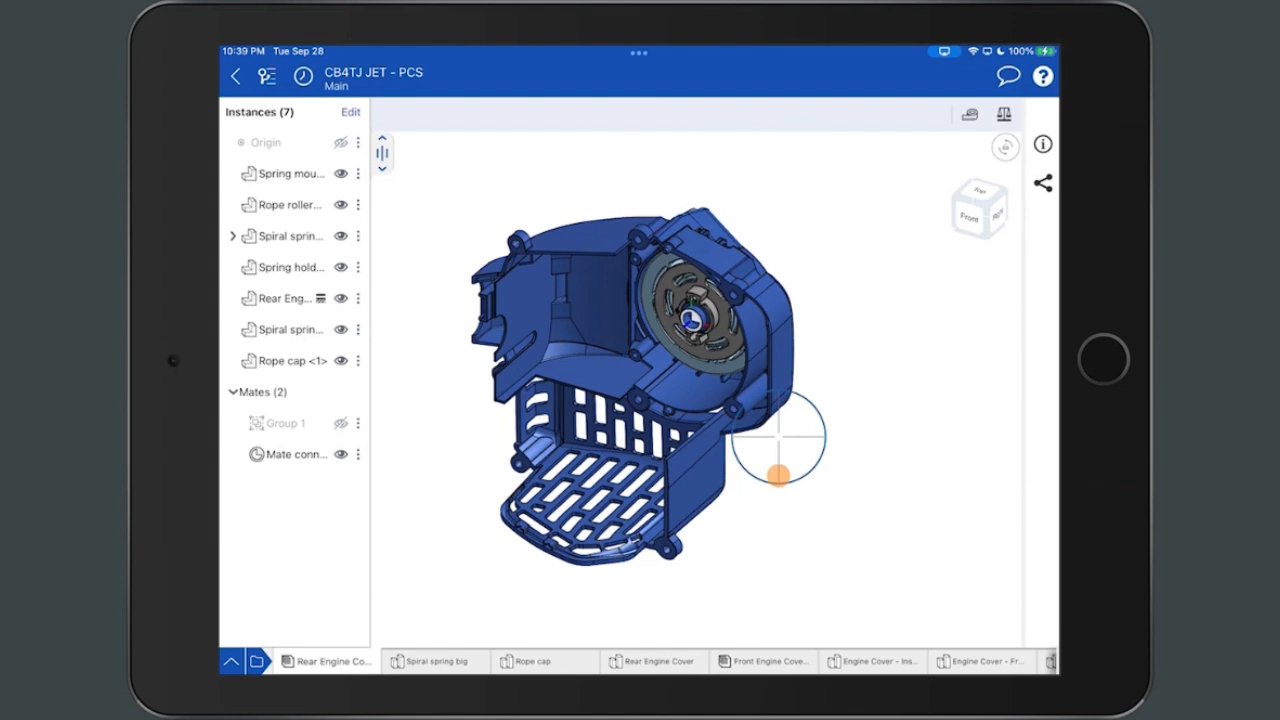 10:39 PM Tue Sep 28
100%
CB4TJ JET - PCS
Main
Instances (7)
Edit
Origin
Spring mou...
Rope roller...
Spiral sprin...
Spring hold...
Rear Eng...
Spiral sprin...
Rope cap <1>
Mates (2)
Group 1
Mate conn...
Top
Front
Right
Rear Engine Co...
Spiral spring big
Rope cap
Rear Engine Cover
Front Engine Cove...
Engine Cover - Ins...
Engine Cover - Fr...